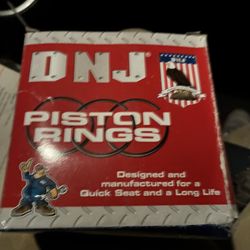 DNJ®
PISTON
RINGS
Designed and
manufactured for a
Quick Seat and a Long Life